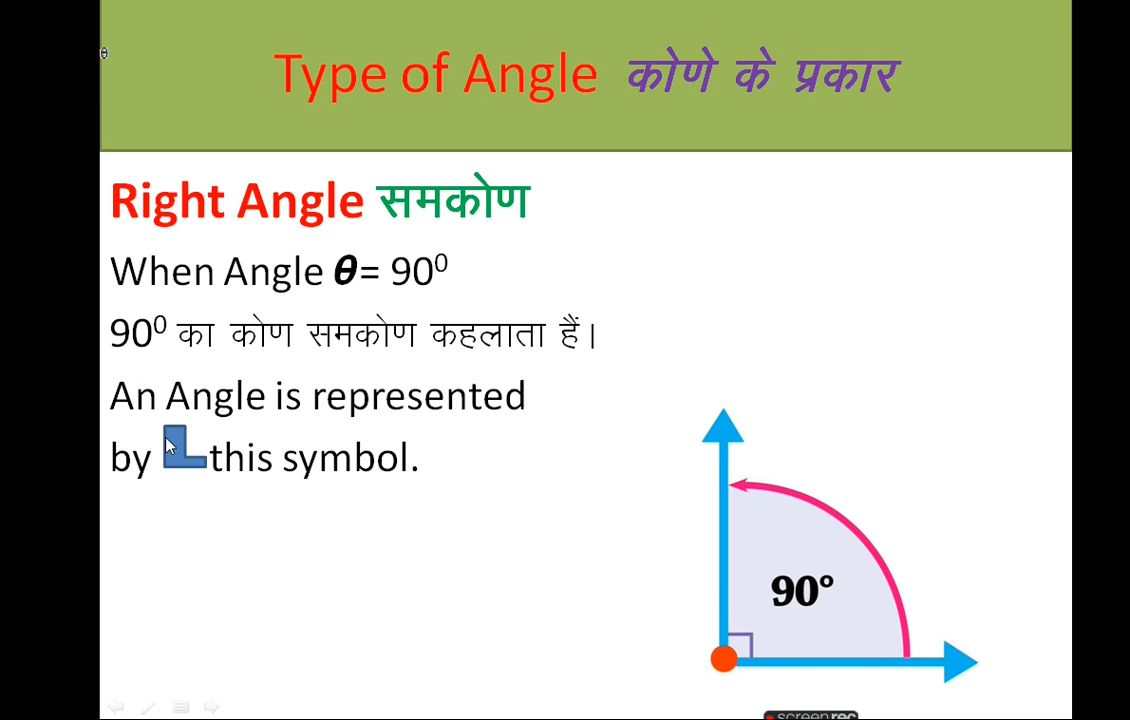 θ
Type of Angle कोणे के प्रकार
Right Angle समकोण
When Angle θ= 90⁰
90⁰ का कोण समकोण कहलाता हैं।
An Angle is represented
by this symbol.
90°
screenrec